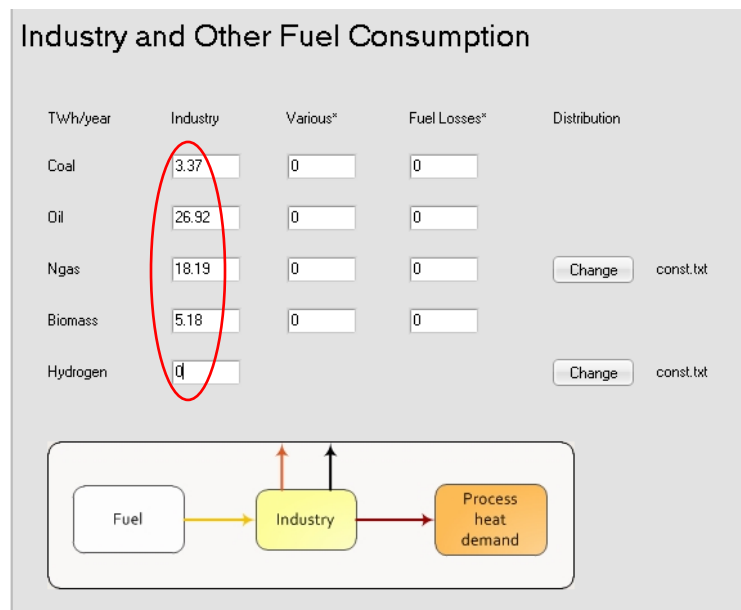 Industry and Other Fuel Consumption
TWh/year Industry Various* Fuel Losses* Distribution
Coal 3.37 0 0
Oil 26.92 0 0
Ngas 18.19 0 0 Change const.txt
Biomass 5.18 0 0
Hydrogen 0 Change const.txt
Fuel Industry Process heat demand